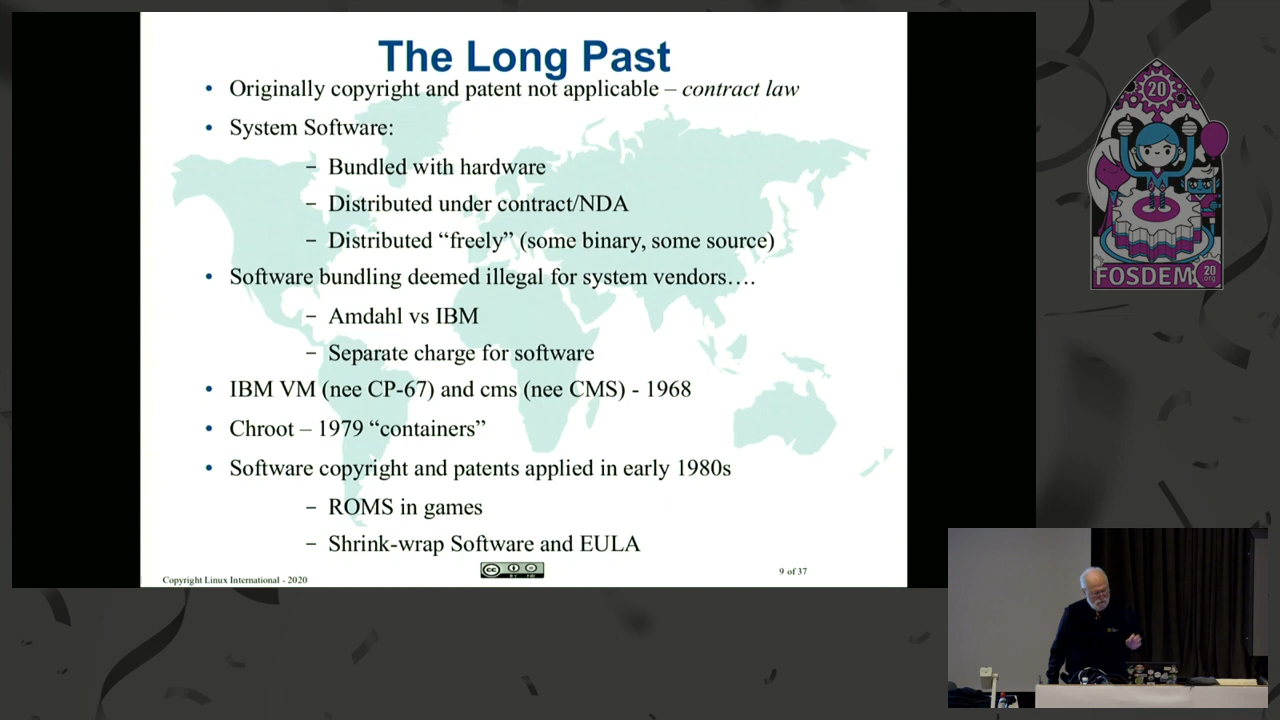 The Long Past
• Originally copyright and patent not applicable – contract law
• System Software:
– Bundled with hardware
– Distributed under contract/NDA
– Distributed “freely” (some binary, some source)
• Software bundling deemed illegal for system vendors….
– Amdahl vs IBM
– Separate charge for software
• IBM VM (nee CP-67) and cms (nee CMS) - 1968
• Chroot – 1979 “containers”
• Software copyright and patents applied in early 1980s
– ROMS in games
– Shrink-wrap Software and EULA
Copyright Linux International - 2020
cc
BY ND
9 of 37
20
FOSDEM
20
.org